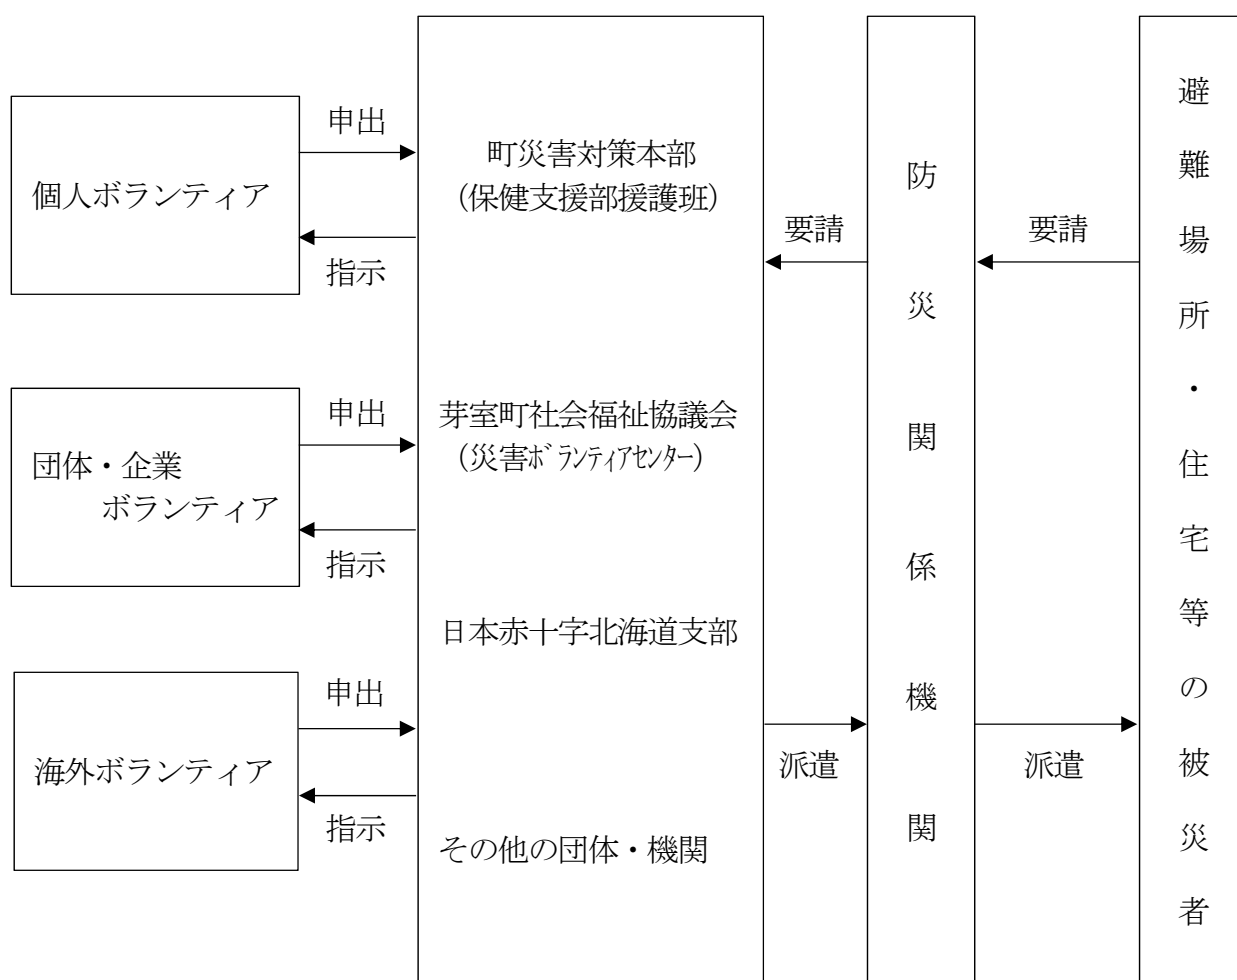 個人ボランティア
申出
指示
団体・企業
ボランティア
申出
指示
海外ボランティア
申出
指示
町災害対策本部
（保健支援部援護班）
芽室町社会福祉協議会
（災害ﾎﾞﾗﾝﾃｨｱｾﾝﾀｰ）
日本赤十字北海道支部
その他の団体・機関
要請
派遣
防災関係機関
要請
派遣
避難場所・住宅等の被災者